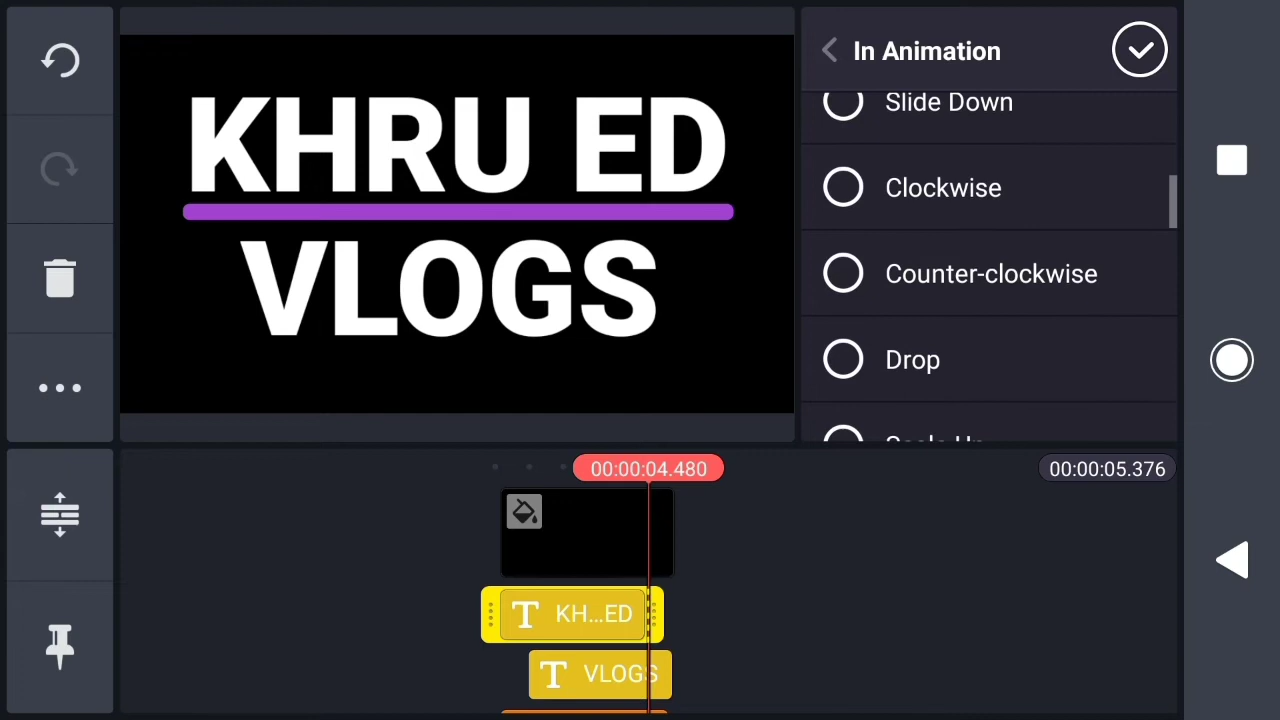 KHRU ED
VLOGS
In Animation
Slide Down
Clockwise
Counter-clockwise
Drop
00:00:04.480
00:00:05.376
T KH...ED
T VLOGS